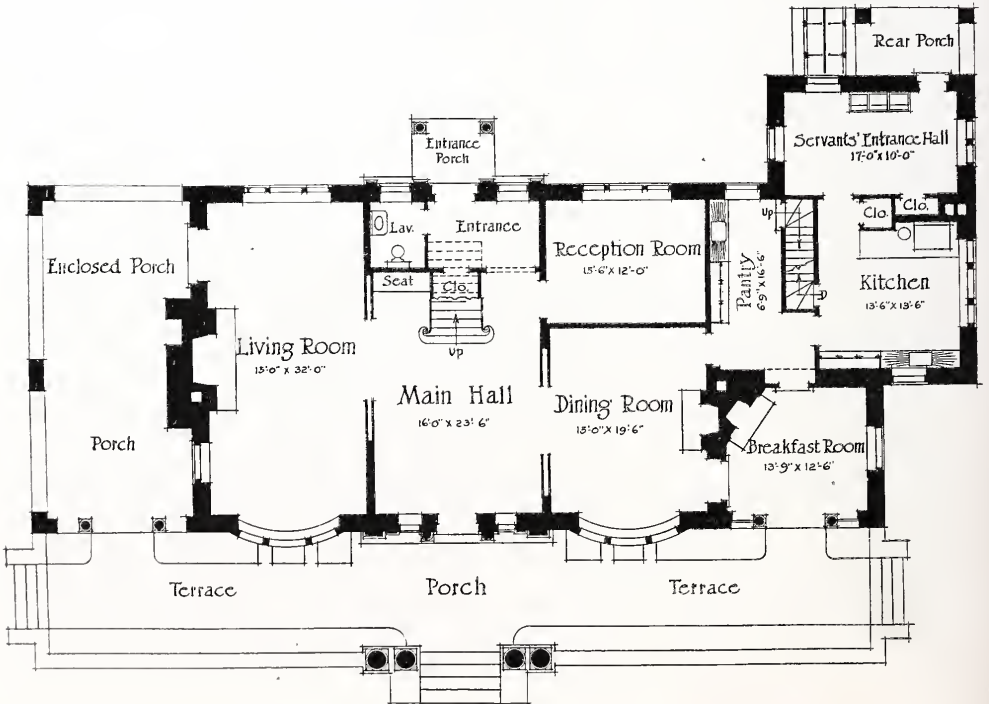 Rear Porch
Servants' Entrance Hall
17'-0" x 10'-0"
Entrance
Porch
Lav.
Entrance
Up
Clo.
Clo.
Enclosed Porch
Reception Room
15'-6" x 12'-0"
Pantry
6'-9" x 16'-6"
Kitchen
13'-6" x 13'-6"
Seat
Clo.
D
Living Room
15'-0" x 32'-0"
Up
Main Hall
16'-0" x 23'-6"
Dining Room
15'-0" x 19'-6"
Porch
Breakfast Room
13'-9" x 12'-6"
Terrace
Porch
Terrace